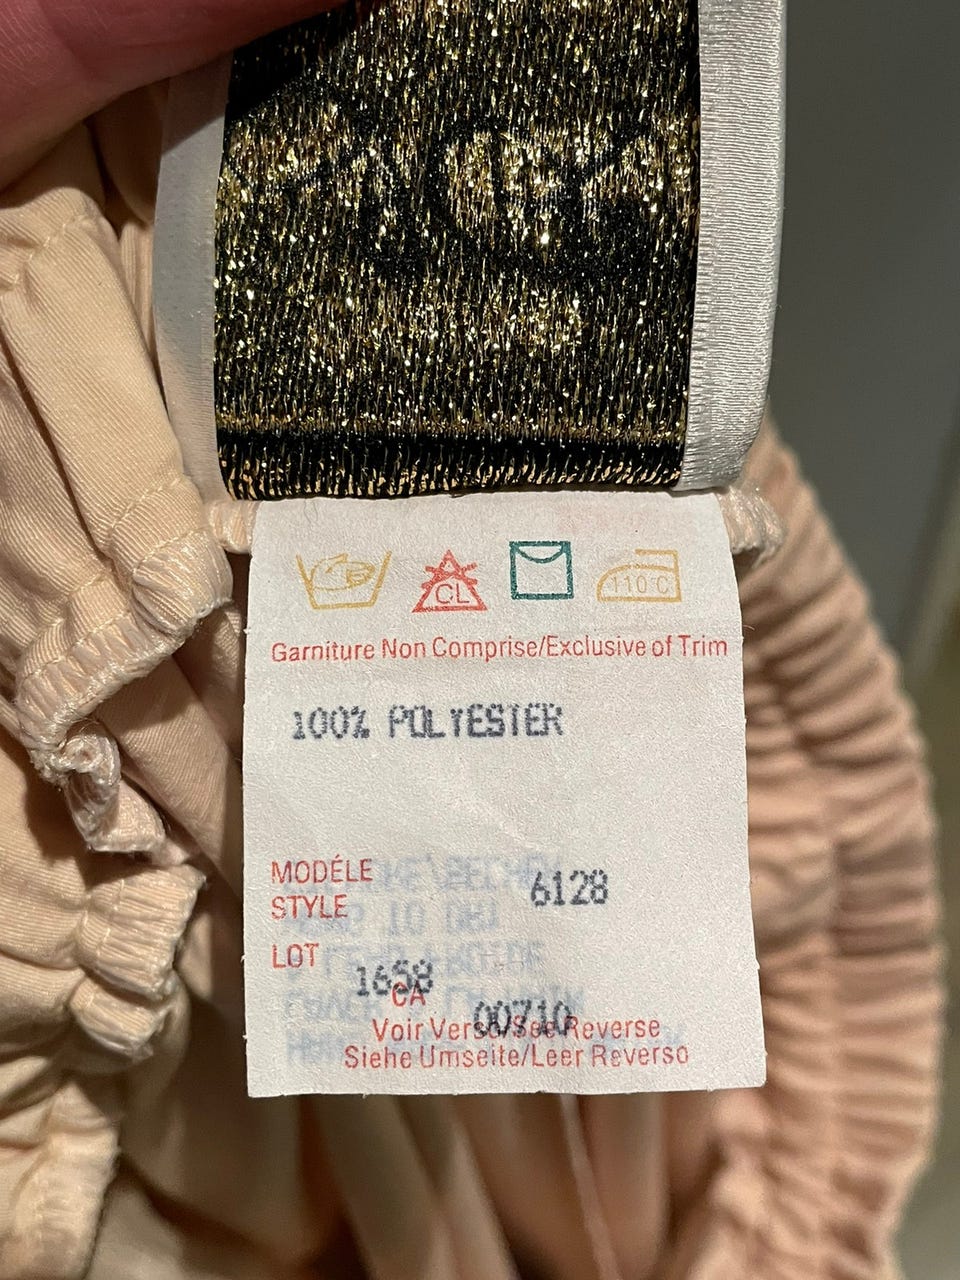 CL
110°C
Garniture Non Comprise/Exclusive of Trim
100% POLYESTER
MODÉLE
STYLE
6128
LOT
1658
CA
00710
Voir Verso/See Reverse
Siehe Umseite/Leer Reverso